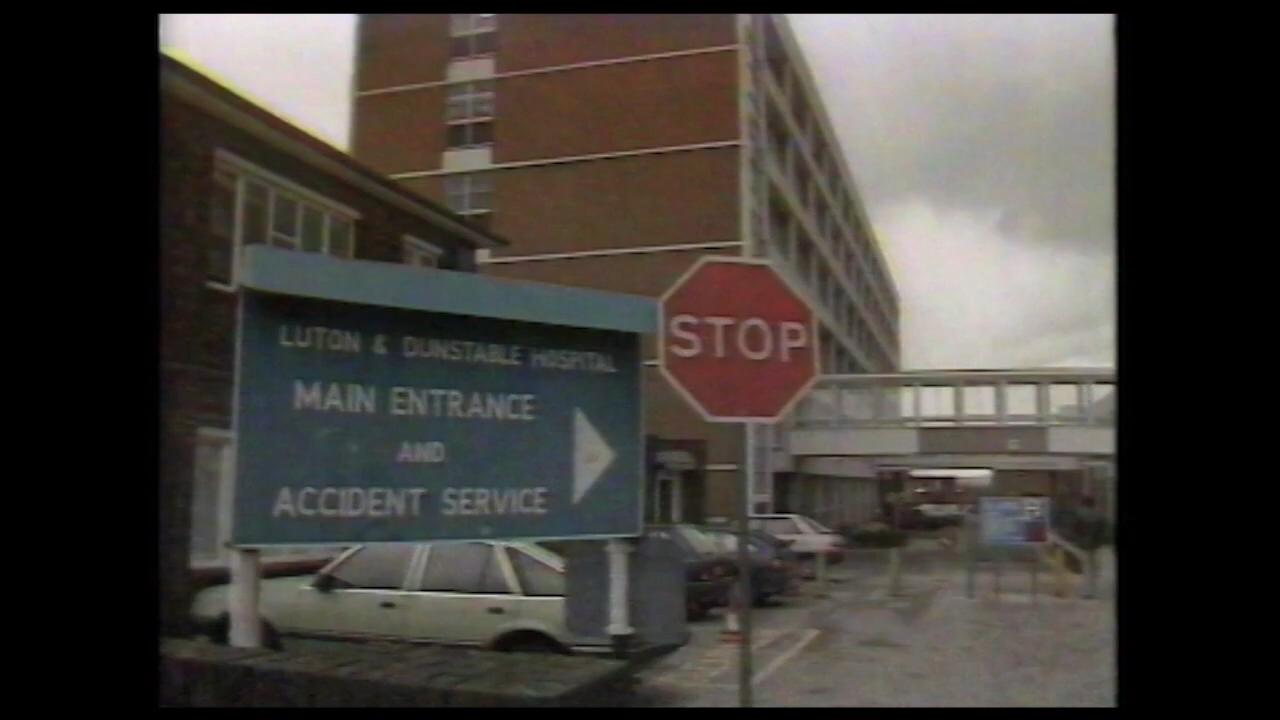 LUTON & DUNSTABLE HOSPITAL
MAIN ENTRANCE
AND
ACCIDENT SERVICE
STOP